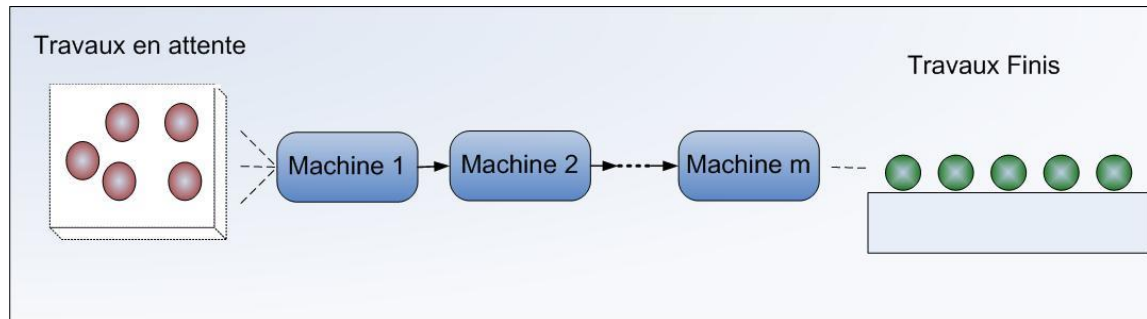 Travaux en attente
Travaux Finis
Machine 1
Machine 2
Machine m